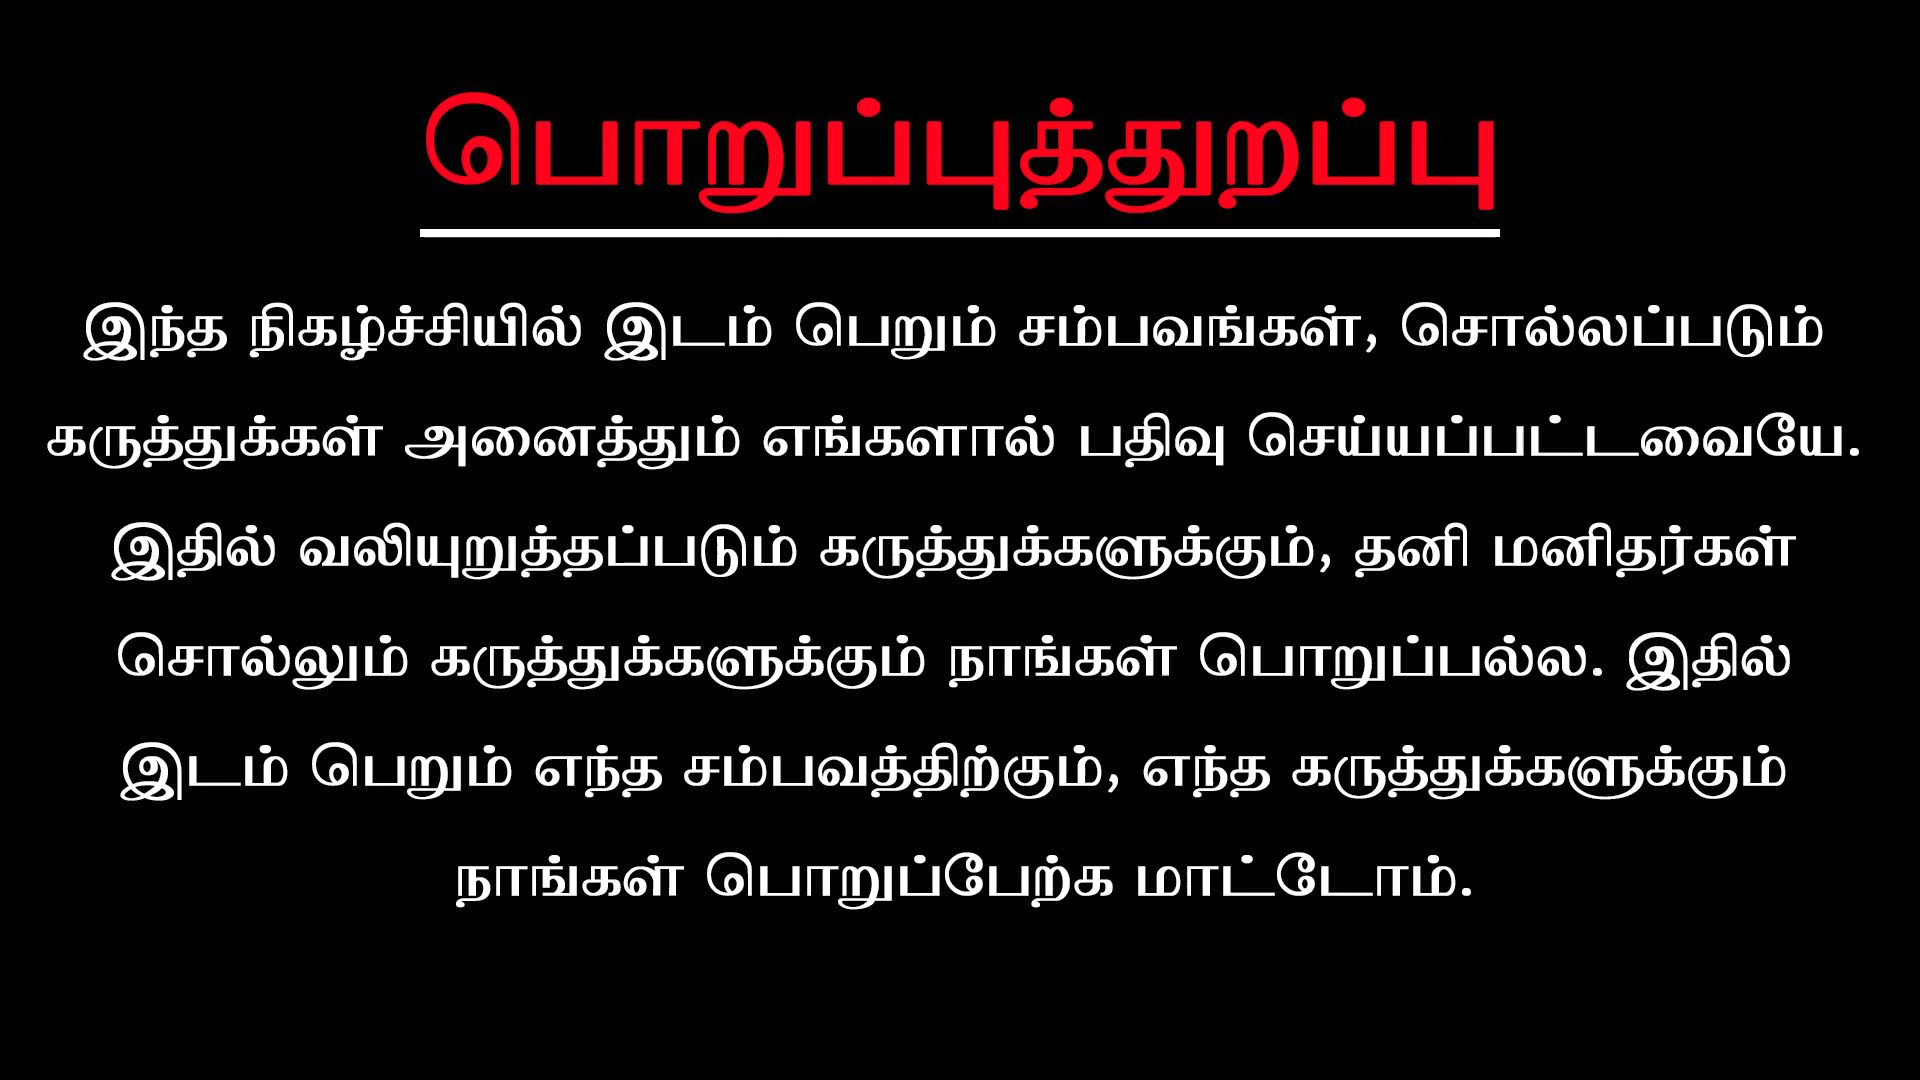 பொறுப்புத்துறப்பு
இந்த நிகழ்ச்சியில் இடம் பெறும் சம்பவங்கள், சொல்லப்படும்
கருத்துக்கள் அனைத்தும் எங்களால் பதிவு செய்யப்பட்டவையே.
இதில் வலியுறுத்தப்படும் கருத்துக்களுக்கும், தனி மனிதர்கள்
சொல்லும் கருத்துக்களுக்கும் நாங்கள் பொறுப்பல்ல. இதில்
இடம் பெறும் எந்த சம்பவத்திற்கும், எந்த கருத்துக்களுக்கும்
நாங்கள் பொறுப்பேற்க மாட்டோம்.